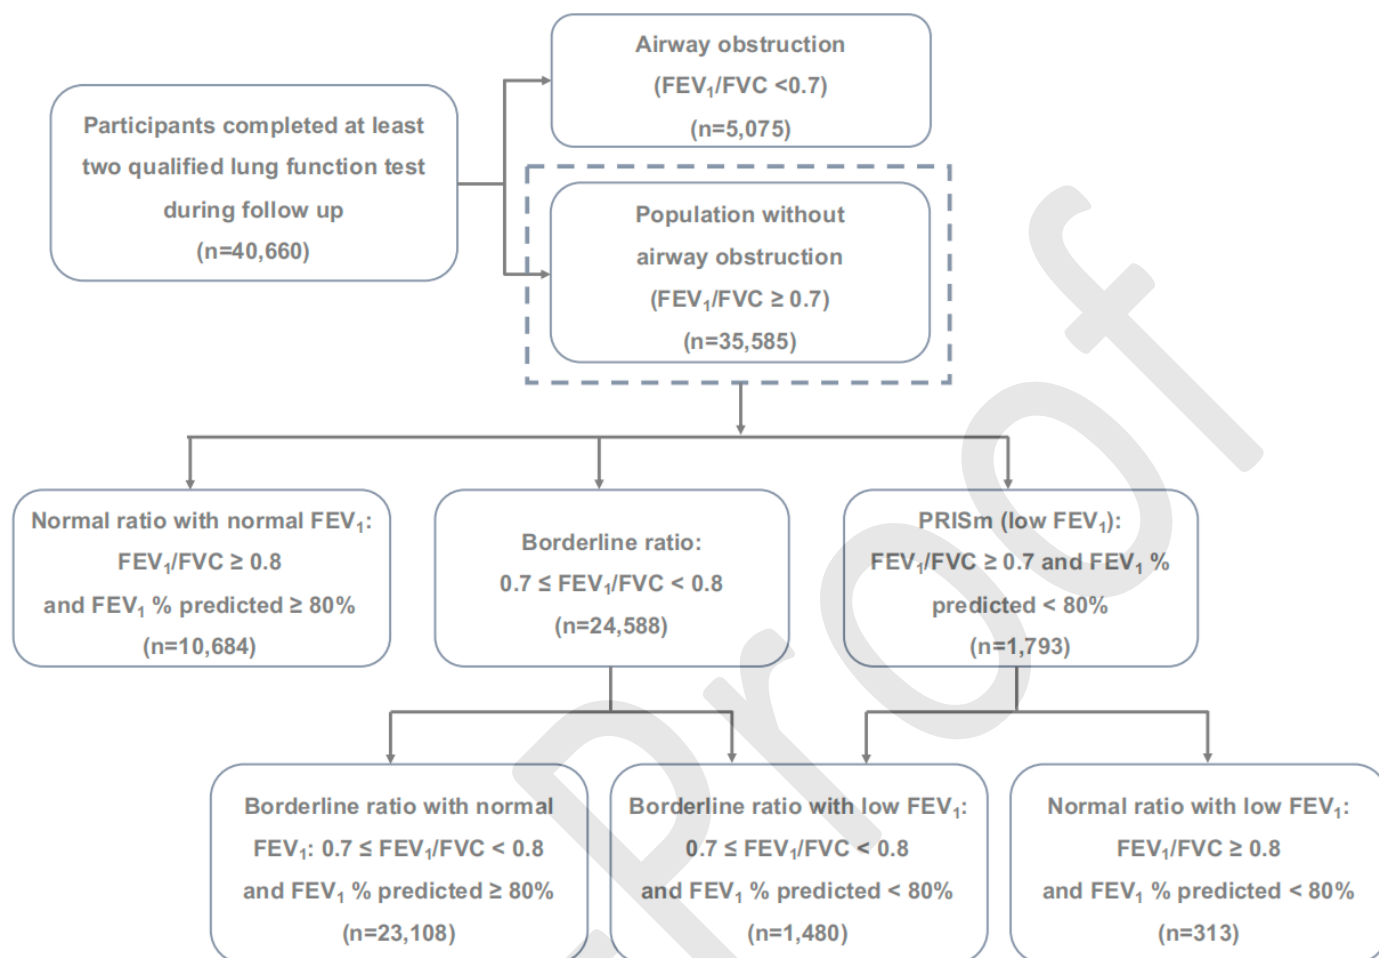 Airway obstruction
(FEV₁/FVC <0.7)
(n=5,075)
Participants completed at least
two qualified lung function test
during follow up
(n=40,660)
Population without
airway obstruction
(FEV₁/FVC ≥ 0.7)
(n=35,585)
Normal ratio with normal FEV₁:
FEV₁/FVC ≥ 0.8
and FEV₁ % predicted ≥ 80%
(n=10,684)
Borderline ratio:
0.7 ≤ FEV₁/FVC < 0.8
(n=24,588)
PRISm (low FEV₁):
FEV₁/FVC ≥ 0.7 and FEV₁ %
predicted < 80%
(n=1,793)
Borderline ratio with normal
FEV₁: 0.7 ≤ FEV₁/FVC < 0.8
and FEV₁ % predicted ≥ 80%
(n=23,108)
Borderline ratio with low FEV₁:
0.7 ≤ FEV₁/FVC < 0.8
and FEV₁ % predicted < 80%
(n=1,480)
Normal ratio with low FEV₁:
FEV₁/FVC ≥ 0.8
and FEV₁ % predicted < 80%
(n=313)
Proof